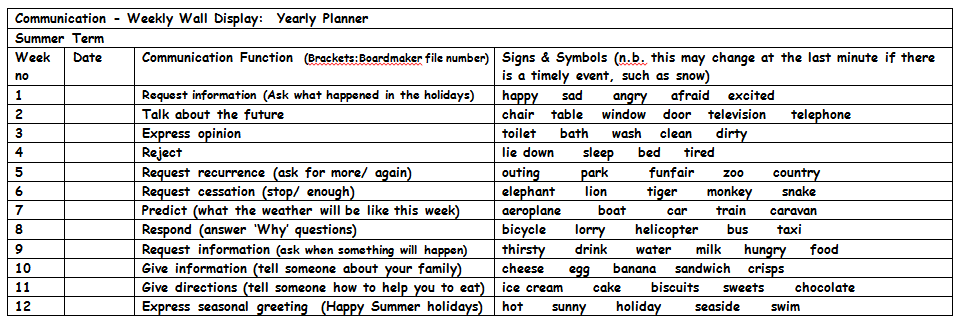 Communication - Weekly Wall Display: Yearly Planner
Summer Term
Week no Date Communication Function (Brackets:Boardmaker file number) Signs & Symbols (n.b. this may change at the last minute if there is a timely event, such as snow)
1 Request information (Ask what happened in the holidays) happy sad angry afraid excited
2 Talk about the future chair table window door television telephone
3 Express opinion toilet bath wash clean dirty
4 Reject lie down sleep bed tired
5 Request recurrence (ask for more/ again) outing park funfair zoo country
6 Request cessation (stop/ enough) elephant lion tiger monkey snake
7 Predict (what the weather will be like this week) aeroplane boat car train caravan
8 Respond (answer ‘Why’ questions) bicycle lorry helicopter bus taxi
9 Request information (ask when something will happen) thirsty drink water milk hungry food
10 Give information (tell someone about your family) cheese egg banana sandwich crisps
11 Give directions (tell someone how to help you to eat) ice cream cake biscuits sweets chocolate
12 Express seasonal greeting (Happy Summer holidays) hot sunny holiday seaside swim